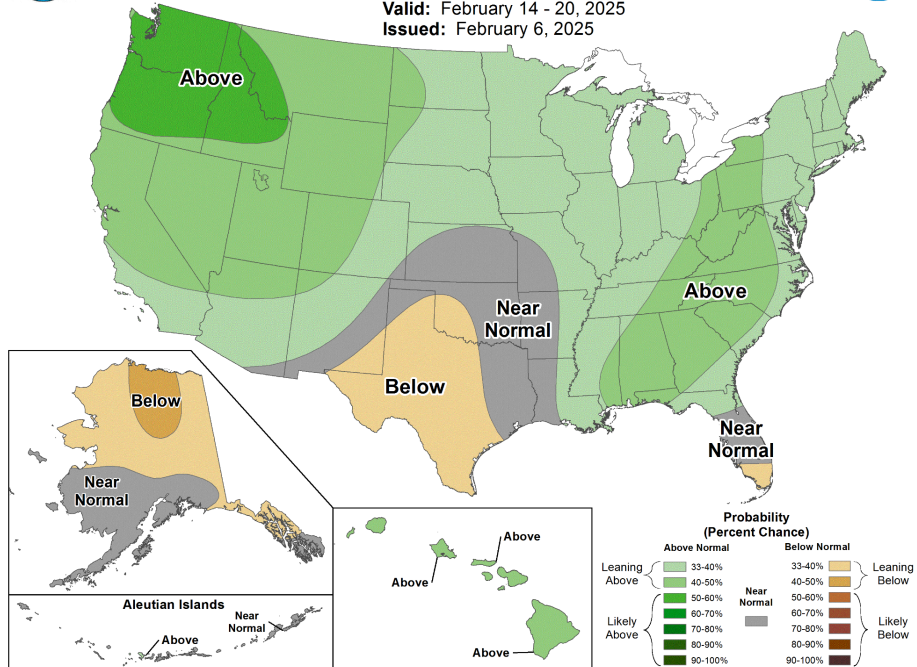 Valid: February 14 - 20, 2025
Issued: February 6, 2025
Above
Near
Normal
Above
Below
Near
Normal
Below
Near
Normal
Aleutian Islands
Near
Normal
Above
Above
Above
Above
Probability
(Percent Chance)
Above Normal
Below Normal
Leaning
Above
33-40%
40-50%
Likely
Above
50-60%
60-70%
70-80%
80-90%
90-100%
Near
Normal
33-40%
40-50%
Leaning
Below
50-60%
60-70%
70-80%
80-90%
90-100%
Likely
Below